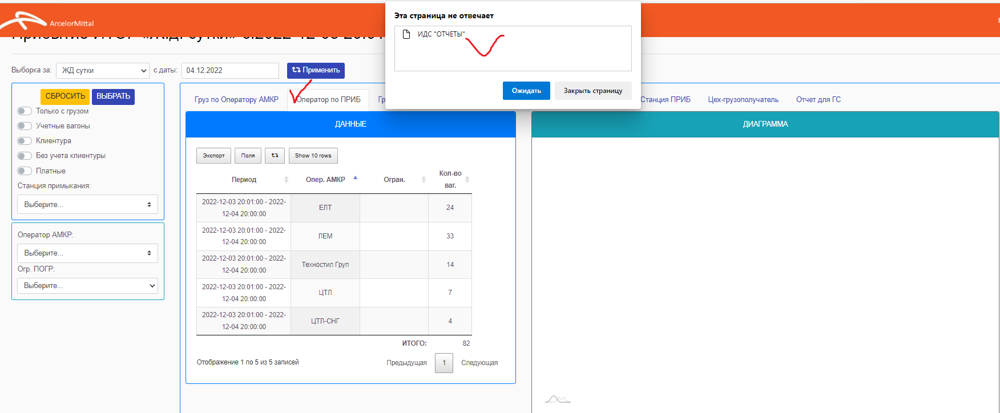 Эта страница не отвечает
ИДС "ОТЧЕТЫ"
Ожидать
Закрыть страницу
ArcelorMittal
Выборка за:
ЖД сутки
с даты:
04.12.2022
Применить
СБРОСИТЬ
ВЫБРАТЬ
Только с грузом
Учетные вагоны
Клиентура
Без учета клиентуры
Платные
Станция примыкания:
Выберите...
Оператор АМКР:
Выберите...
Огр. ПОГР:
Выберите...
Груз по Оператору АМКР
Оператор по ПРИБ
Станция ПРИБ
Цех-грузополучатель
Отчет для ГС
ДАННЫЕ
Экспорт
Поля
Show 10 rows
Период Опер. АМКР Огран. Кол-во
ваг.
2022-12-03 20:01:00 - 2022-
12-04 20:00:00
ЕЛТ
24
2022-12-03 20:01:00 - 2022-
12-04 20:00:00
ЛЕМ
33
2022-12-03 20:01:00 - 2022-
12-04 20:00:00
Техностил Груп
14
2022-12-03 20:01:00 - 2022-
12-04 20:00:00
ЦТЛ
7
2022-12-03 20:01:00 - 2022-
12-04 20:00:00
ЦТЛ-СНГ
4
ИТОГО: 82
Отображение 1 по 5 из 5 записей
Предыдущая
1
Следующая
ДИАГРАММА